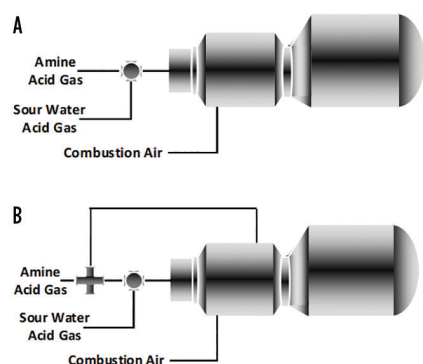 A
Amine
Acid Gas
Sour Water
Acid Gas
Combustion Air
B
Amine
Acid Gas
Sour Water
Acid Gas
Combustion Air